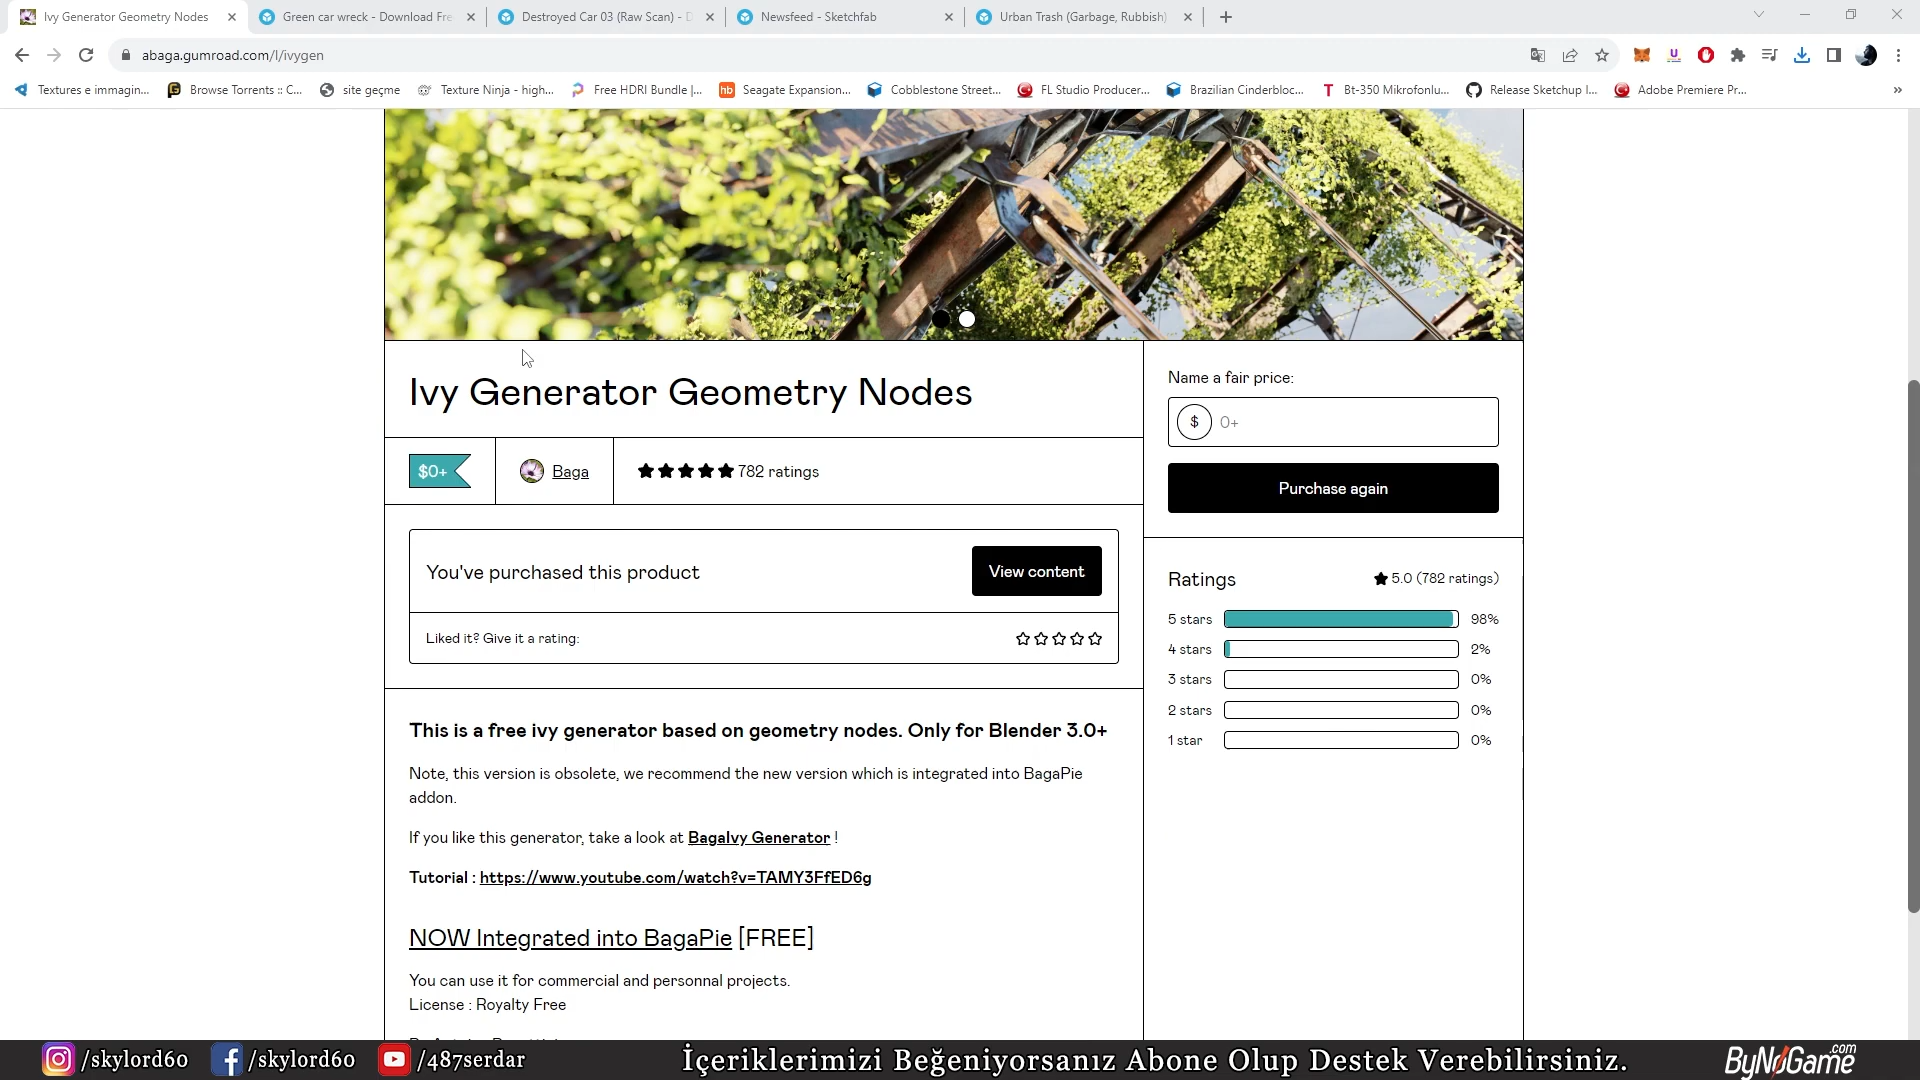 Ivy Generator Geometry Nodes
Green car wreck - Download Fre
Destroyed Car 03 (Raw Scan) - D
Newsfeed - Sketchfab
Urban Trash (Garbage, Rubbish)
abaga.gumroad.com/l/ivygen
Textures e immagin...
Browse Torrents :: C...
site geçme
Texture Ninja - high...
Free HDRI Bundle |...
hb
Seagate Expansion...
Cobblestone Street...
FL Studio Producer...
Brazilian Cinderbloc...
T
Bt-350 Mikrofonlu...
Release Sketchup I...
Adobe Premiere Pr...
Ivy Generator Geometry Nodes
$0+
Baga
782 ratings
Name a fair price:
$
0+
Purchase again
You've purchased this product
View content
Liked it? Give it a rating:
Ratings
5.0 (782 ratings)
5 stars
98%
4 stars
2%
3 stars
0%
2 stars
0%
1 star
0%
This is a free ivy generator based on geometry nodes. Only for Blender 3.0+
Note, this version is obsolete, we recommend the new version which is integrated into BagaPie
addon.
If you like this generator, take a look at BagaIvy Generator !
Tutorial : https://www.youtube.com/watch?v=TAMY3FfED6g
NOW Integrated into BagaPie [FREE]
You can use it for commercial and personnal projects.
License : Royalty Free
/skylord60
/skylord60
/487serdar
İçeriklerimizi Beğeniyorsanız Abone Olup Destek Verebilirsiniz.
ByNoGame.com